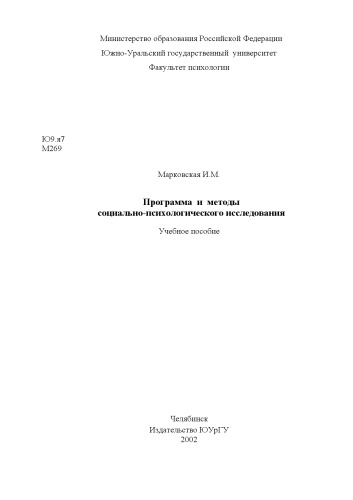 Министерство образования Российской Федерации
Южно-Уральский государственный университет
Факультет психологии
Ю9.я7
М269
Марковская И.М.
Программа и методы
социально-психологического исследования
Учебное пособие
Челябинск
Издательство ЮУрГУ
2002